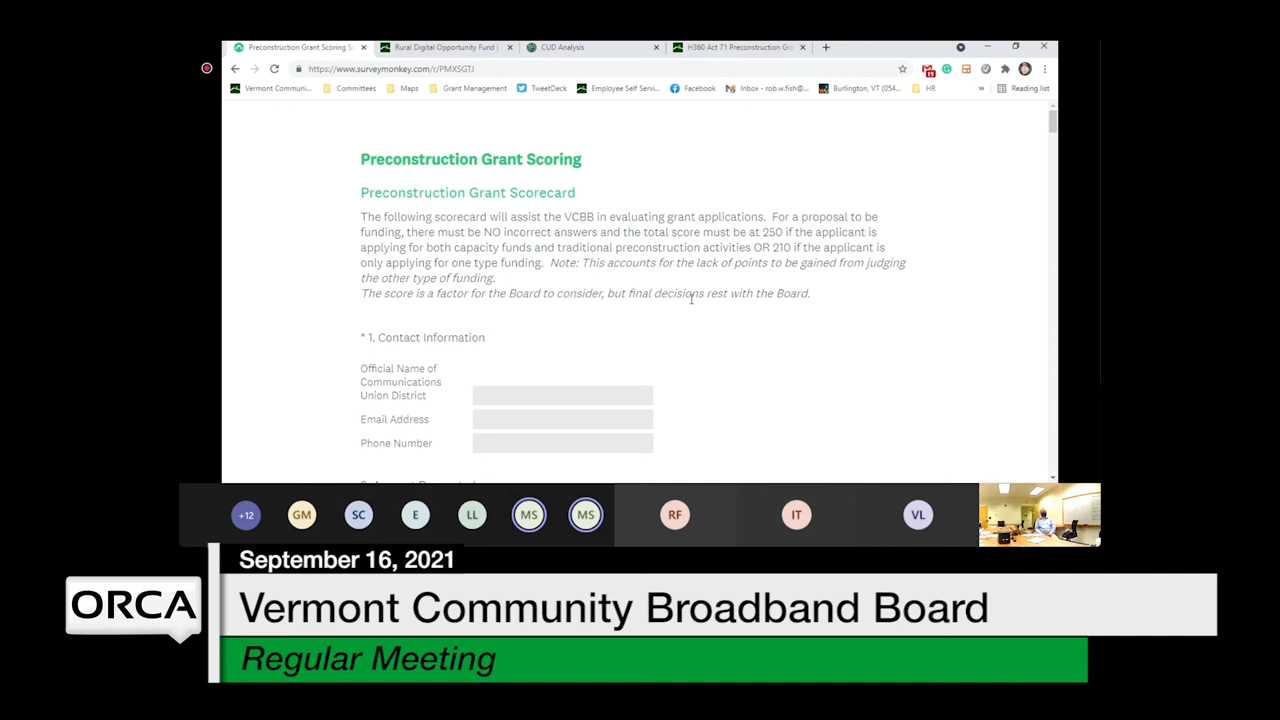 Preconstruction Grant Scoring S
Rural Digital Opportunity Fund |
CUD Analysis
H360 Act 71 Preconstruction Gra
https://www.surveymonkey.com/r/PMXSGTJ
Vermont Communi...
Committees
Maps
Grant Management
TweetDeck
Employee Self Servi...
Facebook
Inbox - rob.w.fish@...
Burlington, VT (054...
HR
»
Reading list
Preconstruction Grant Scoring
Preconstruction Grant Scorecard
The following scorecard will assist the VCBB in evaluating grant applications. For a proposal to be
funding, there must be NO incorrect answers and the total score must be at 250 if the applicant is
applying for both capacity funds and traditional preconstruction activities OR 210 if the applicant is
only applying for one type funding. Note: This accounts for the lack of points to be gained from judging
the other type of funding.
The score is a factor for the Board to consider, but final decisions rest with the Board.
* 1. Contact Information
Official Name of
Communications
Union District
Email Address
Phone Number
+12
GM
SC
E
LL
MS
MS
RF
IT
VL
September 16, 2021
ORCA
Vermont Community Broadband Board
Regular Meeting